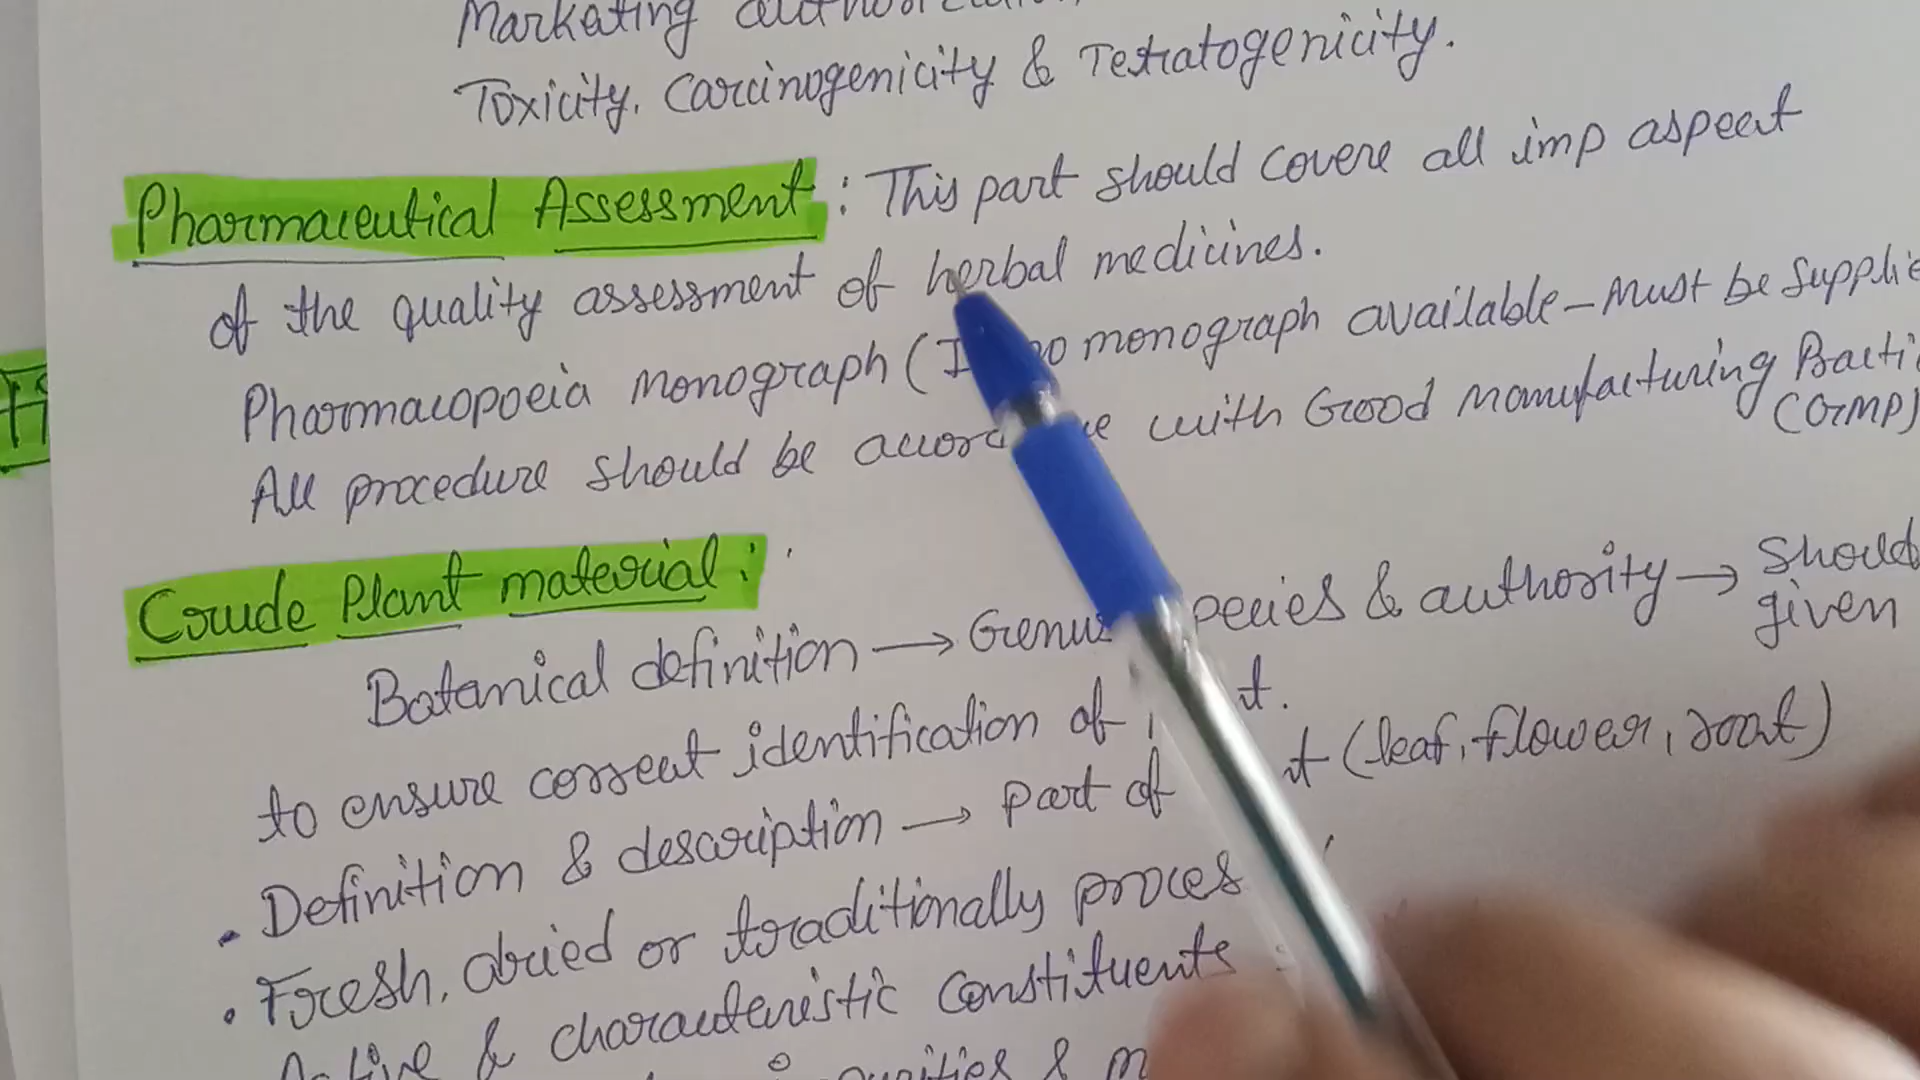 Marketing
Toxicity, Carcinogenicity & Tetratogenicity.
Pharmaceutical Assessment : This part should covere all imp aspect
of the quality assessment of herbal medicines.
Pharmacopoeia monograph ( no monograph available - Must be Supplie
All procedure should be with Good manufacturing Practi
(GMP)
Crude Plant material :
Botanical definition → Genus species & authority → Should
given
to ensure correct identification of
• Definition & description → Part of (leaf, flower, root)
• Fresh, dried or traditionally proces
Active & characteristic constituents
& m